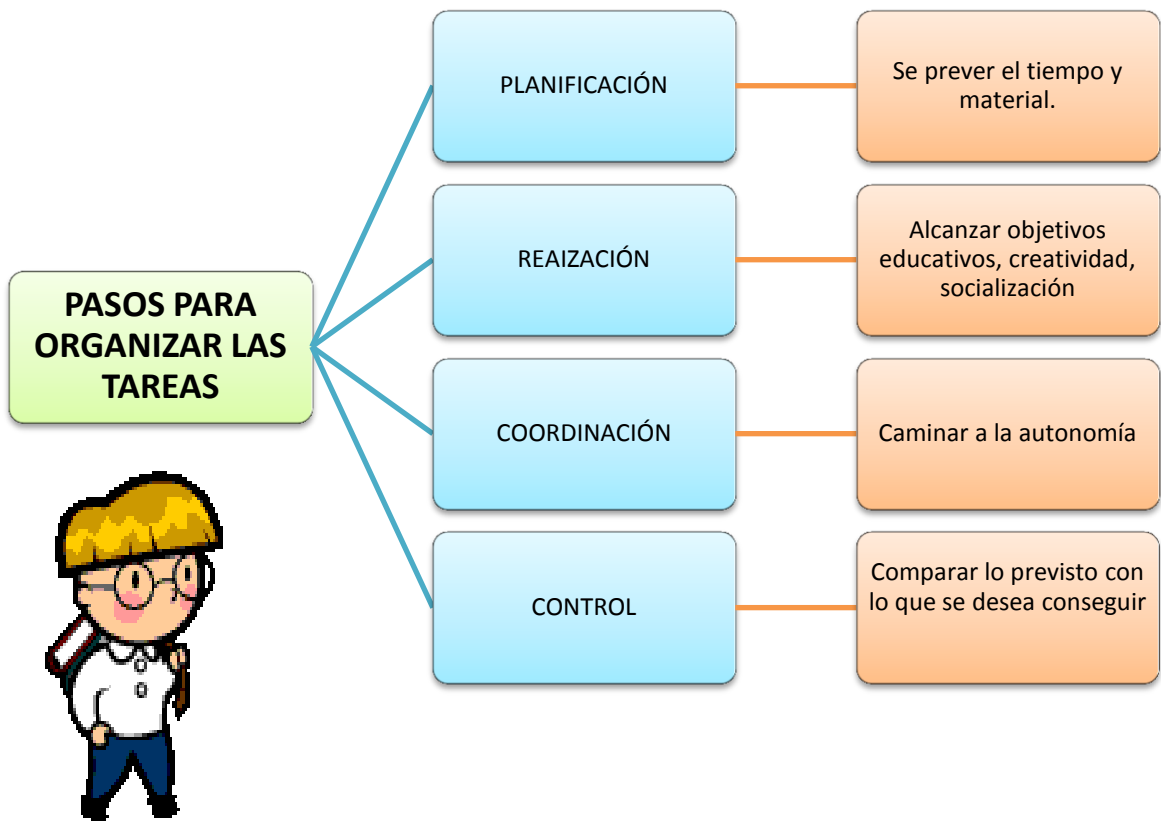 PASOS PARA
ORGANIZAR LAS
TAREAS
PLANIFICACIÓN
Se prever el tiempo y
material.
REAIZACIÓN
Alcanzar objetivos
educativos, creatividad,
socialización
COORDINACIÓN
Caminar a la autonomía
CONTROL
Comparar lo previsto con
lo que se desea conseguir